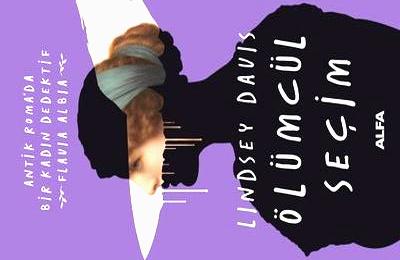 ANTİK ROMA'DA
BİR KADIN DEDEKTİF
FLAVIA ALBIA
LINDSEY DAVIS
ÖLÜMCÜL
SEÇİM
ALFA